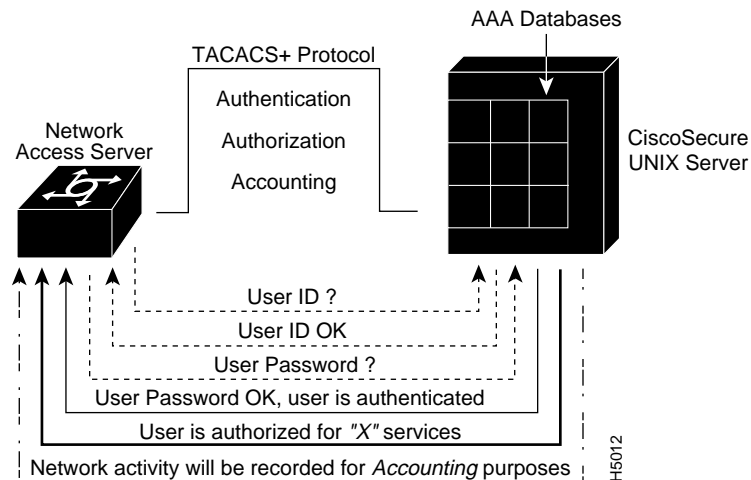 AAA Databases
TACACS+ Protocol
Authentication
Authorization
Accounting
Network
Access Server
CiscoSecure
UNIX Server
User ID ?
User ID OK
User Password ?
User Password OK, user is authenticated
User is authorized for "X" services
Network activity will be recorded for Accounting purposes
H5012